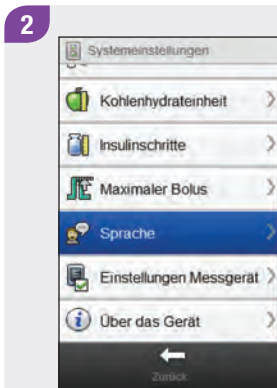 2
Systemeinstellungen
Kohlenhydrateinheit
Insulinschritte
Maximaler Bolus
Sprache
Einstellungen Messgerät
Über das Gerät
Zurück